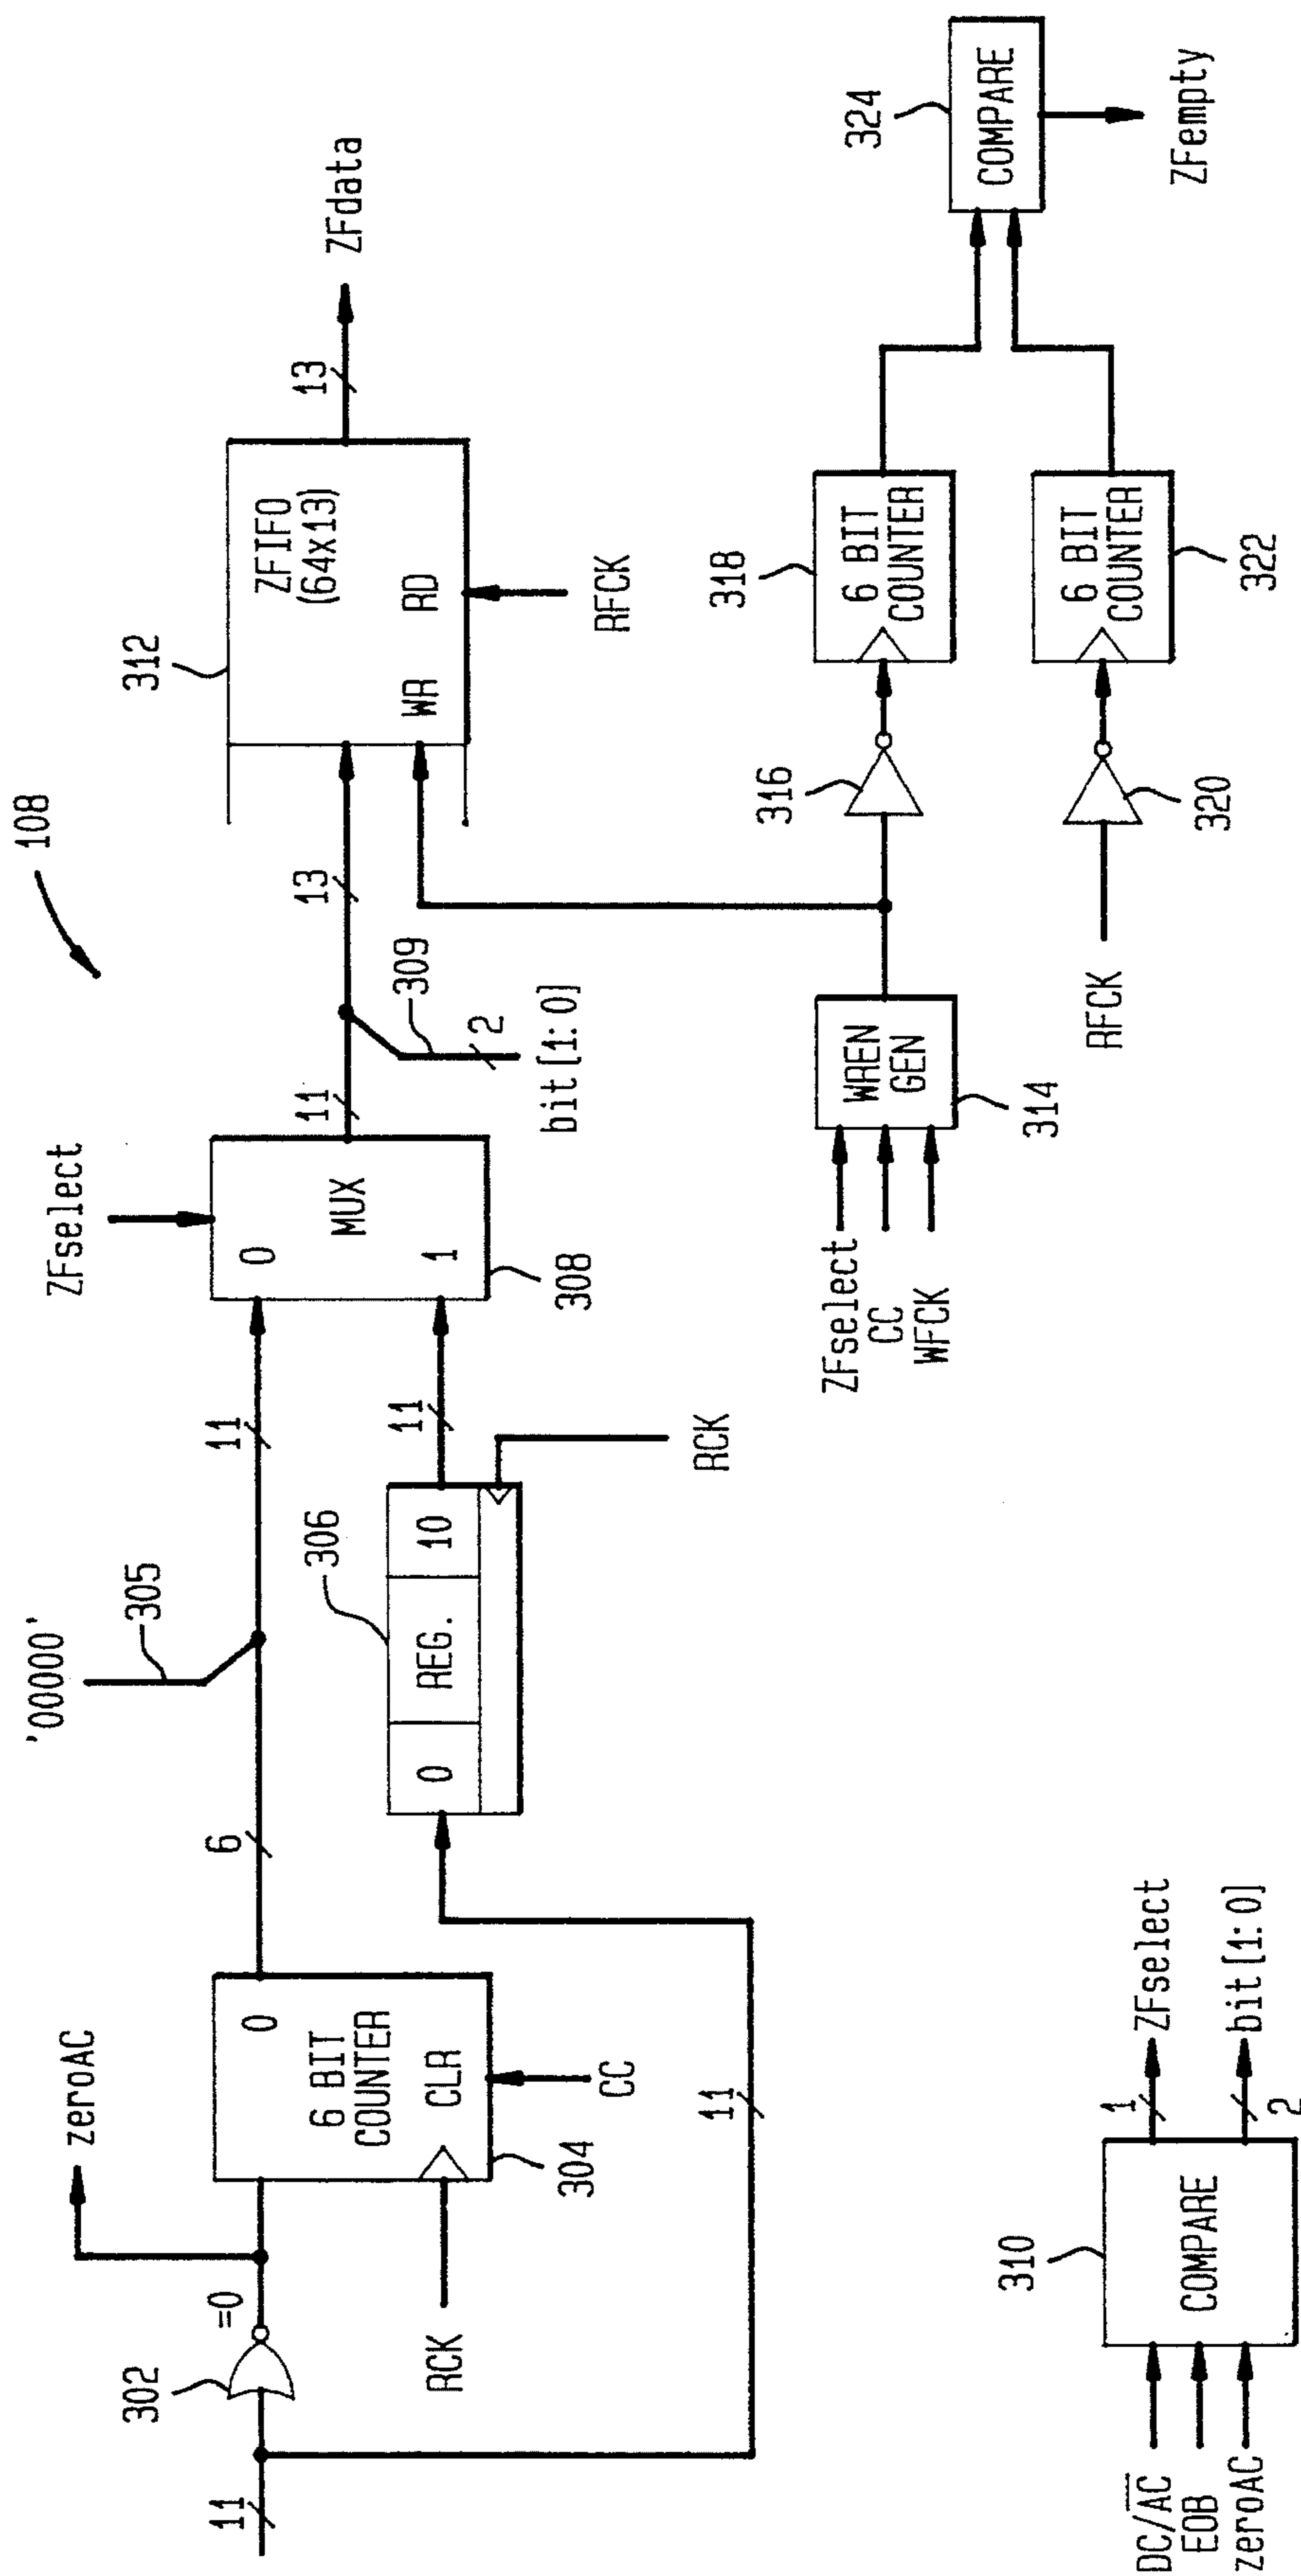 108
zeroAC
'00000'
305
ZFselect
312
302
=0
11
0
6 BIT
COUNTER
CLR
304
RCK
CC
6
11
0
MUX
1
308
11
309
2
bit [1:0]
13
ZFIFO
(64x13)
WR
RD
RFCK
13
ZFdata
306
0
REG.
10
11
RCK
11
310
DC/A̅C̅
EOB
zeroAC
COMPARE
1
ZFselect
2
bit [1:0]
ZFselect
CC
WFCK
WREN
GEN
314
316
318
6 BIT
COUNTER
RFCK
320
6 BIT
COUNTER
322
324
COMPARE
ZFempty